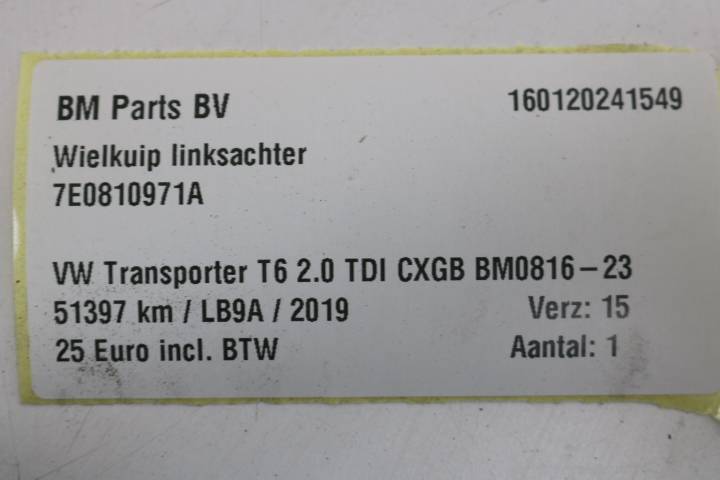 BM Parts BV 160120241549
Wielkuip linksachter
7E0810971A
VW Transporter T6 2.0 TDI CXGB BM0816-23
51397 km / LB9A / 2019 Verz: 15
25 Euro incl. BTW Aantal: 1